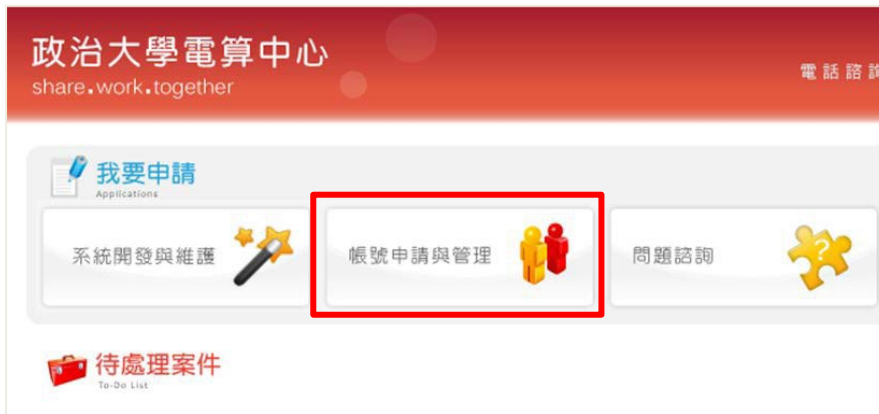 政治大學電算中心
share.work.together
電話諮詢
我要申請
Applications
系統開發與維護
帳號申請與管理
問題諮詢
?
待處理案件
To-Do List